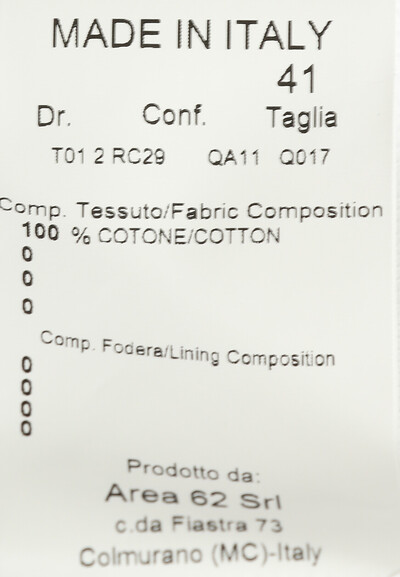 MADE IN ITALY
41
Dr. Conf. Taglia
T01 2 RC29 QA11 Q017
Comp. Tessuto/Fabric Composition
100 % COTONE/COTTON
0
0
0
Comp. Fodera/Lining Composition
0
0
0
0
Prodotto da:
Area 62 Srl
c.da Fiastra 73
Colmurano (MC)-Italy